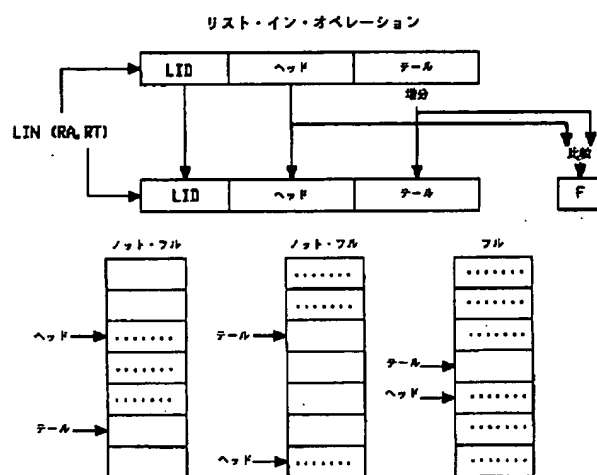 リスト・イン・オペレーション
LID ヘッド テール
増分
LIN (RA, RT)
比較
LID ヘッド テール
F
ノット・フル ノット・フル フル
ヘッド
テール
テール
テール
ヘッド
ヘッド